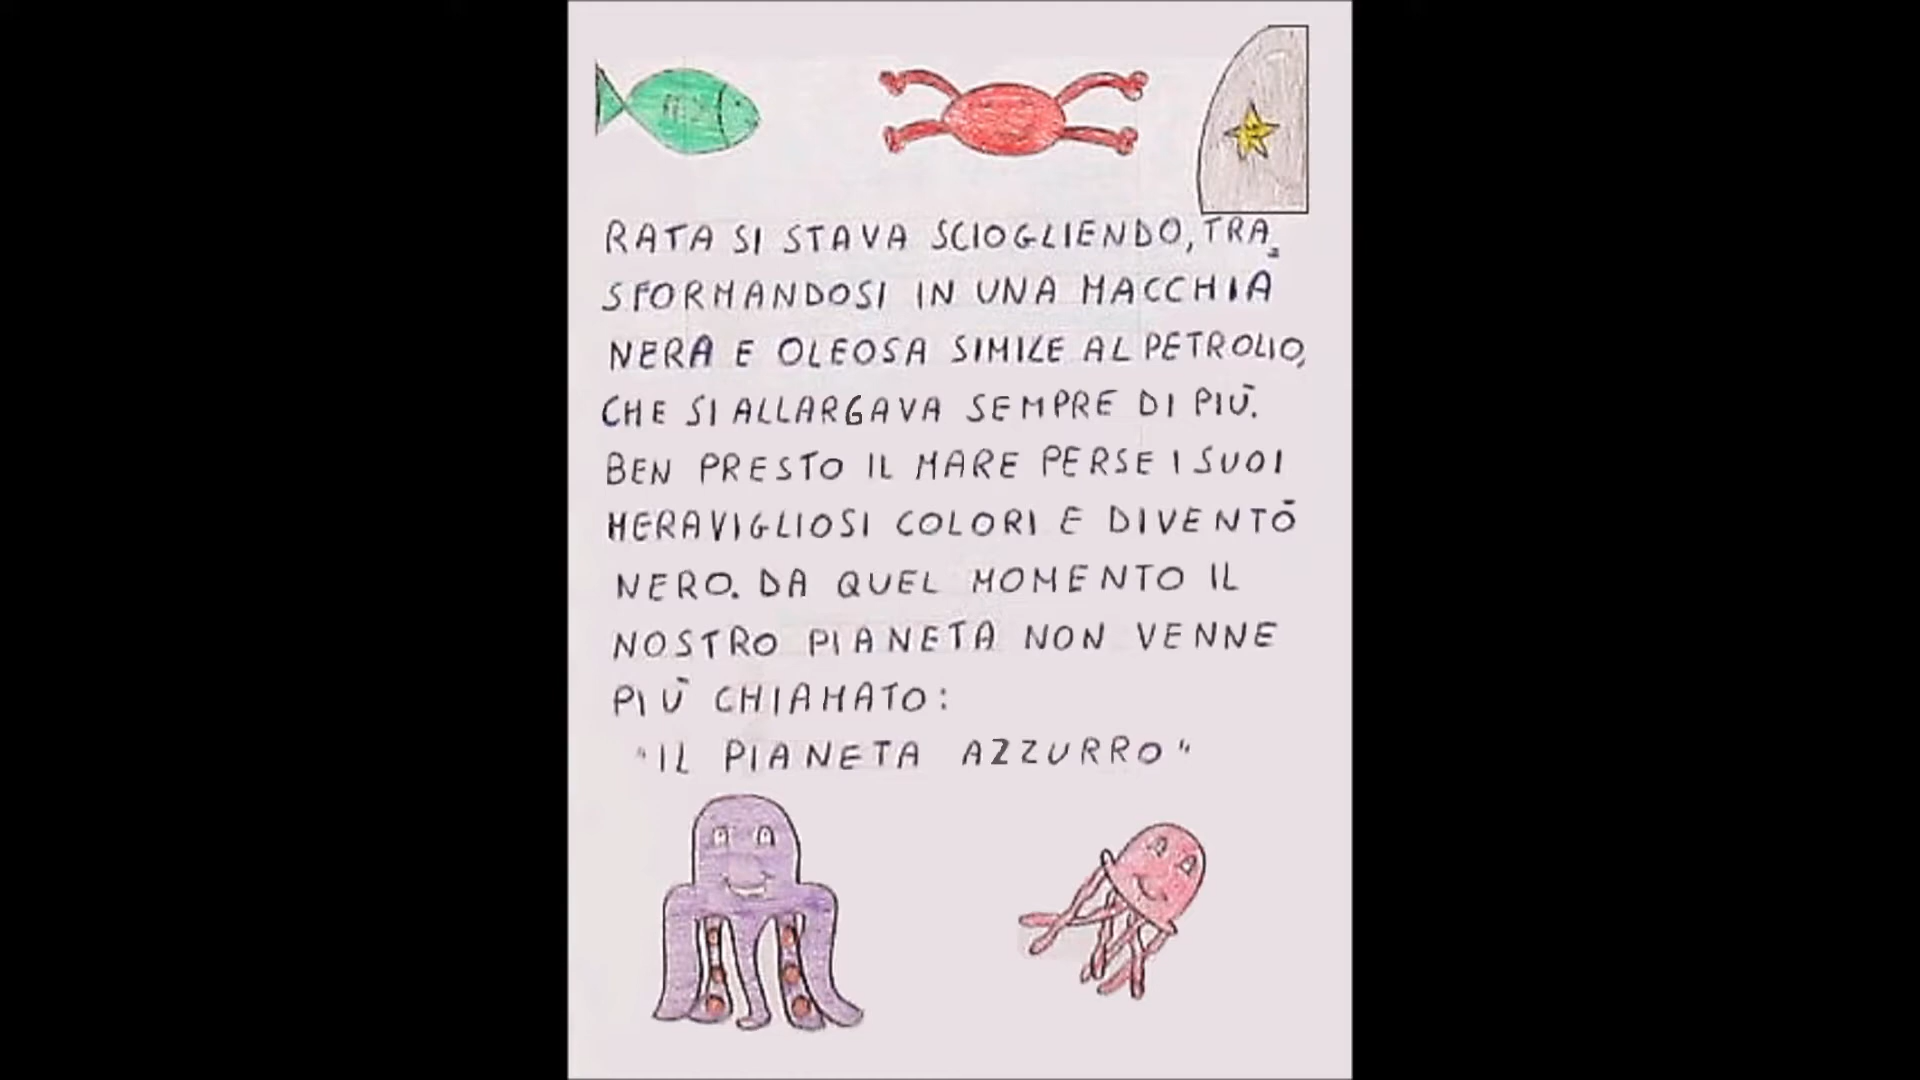 RATA SI STAVA SCIOGLIENDO, TRA=
SFORMANDOSI IN UNA MACCHIA
NERA E OLEOSA SIMILE AL PETROLIO,
CHE SI ALLARGAVA SEMPRE DI PIÙ.
BEN PRESTO IL MARE PERSE I SUOI
MERAVIGLIOSI COLORI E DIVENTÒ
NERO. DA QUEL MOMENTO IL
NOSTRO PIANETA NON VENNE
PIÙ CHIAMATO:
"IL PIANETA AZZURRO"